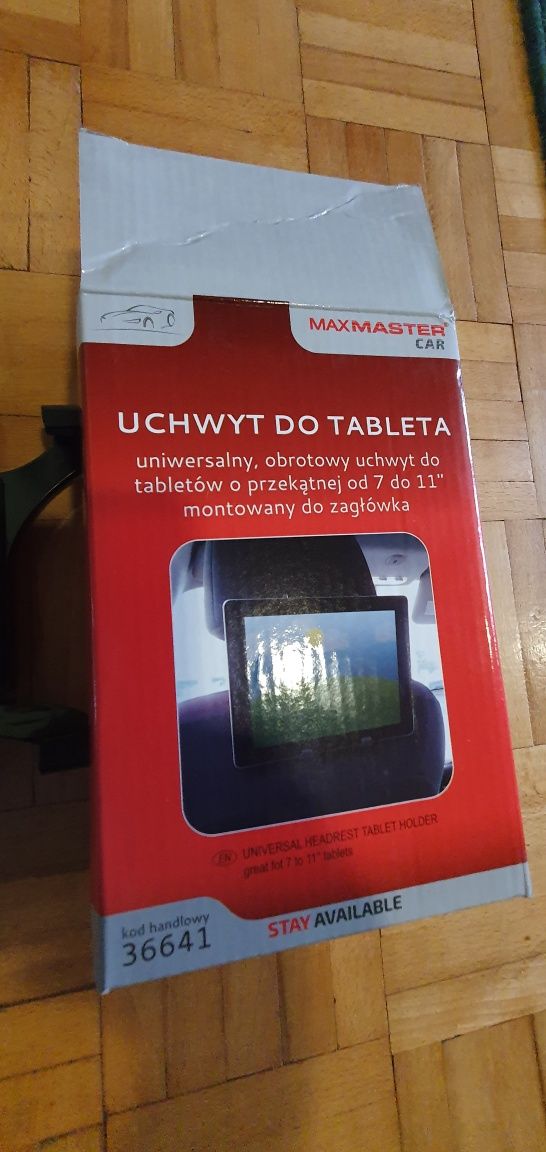 MAXMASTER
CAR
UCHWYT DO TABLETA
uniwersalny, obrotowy uchwyt do
tabletów o przekątnej od 7 do 11"
montowany do zagłówka
EN UNIVERSAL HEADREST TABLET HOLDER
great fot 7 to 11" tablets
kod handlowy
36641
STAY AVAILABLE